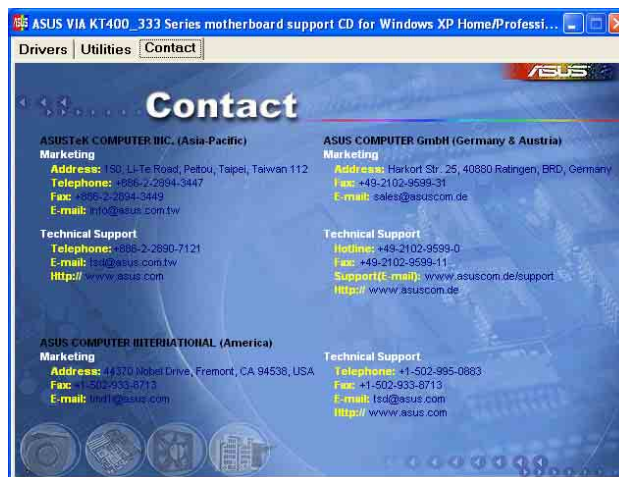 ASUS VIA KT400_333 Series motherboard support CD for Windows XP Home/Professi...
Drivers
Utilities
Contact
ASUS
Contact
ASUSTeK COMPUTER INC. (Asia-Pacific)
Marketing
Address: 150, Li-Te Road, Peitou, Taipei, Taiwan 112
Telephone: +886-2-2894-3447
Fax: +886-2-2894-3449
E-mail: info@asus.com.tw
Technical Support
Telephone: +886-2-2890-7121
E-mail: tsd@asus.com.tw
Http:// www.asus.com
ASUS COMPUTER GmbH (Germany & Austria)
Marketing
Address: Harkort Str. 25, 40880 Ratingen, BRD, Germany
Fax: +49-2102-9599-31
E-mail: sales@asuscom.de
Technical Support
Hotline: +49-2102-9599-0
Fax: +49-2102-9599-11
Support(E-mail): www.asuscom.de/support
Http:// www.asuscom.de
ASUS COMPUTER INTERNATIONAL (America)
Marketing
Address: 44370 Nobel Drive, Fremont, CA 94538, USA
Fax: +1-502-933-8713
E-mail: tmd1@asus.com
Technical Support
Telephone: +1-502-995-0883
Fax: +1-502-933-8713
E-mail: tsd@asus.com
Http:// www.asus.com